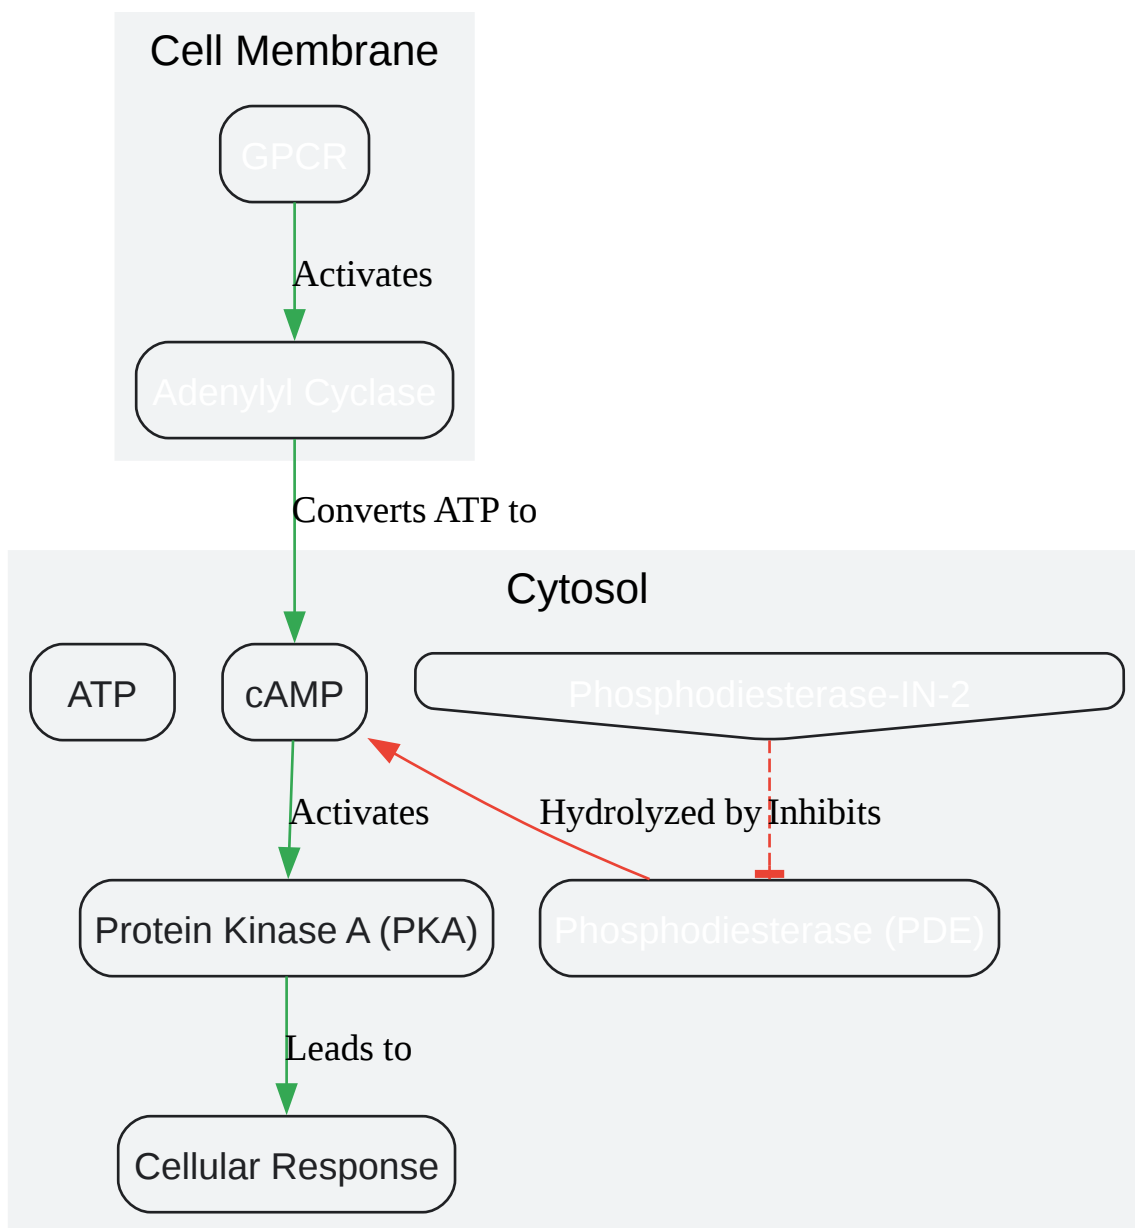 Cell Membrane
GPCR
Activates
Adenylyl Cyclase
Converts ATP to
Cytosol
ATP
cAMP
Phosphodiesterase-IN-2
Activates
Hydrolyzed by
Inhibits
Protein Kinase A (PKA)
Phosphodiesterase (PDE)
Leads to
Cellular Response